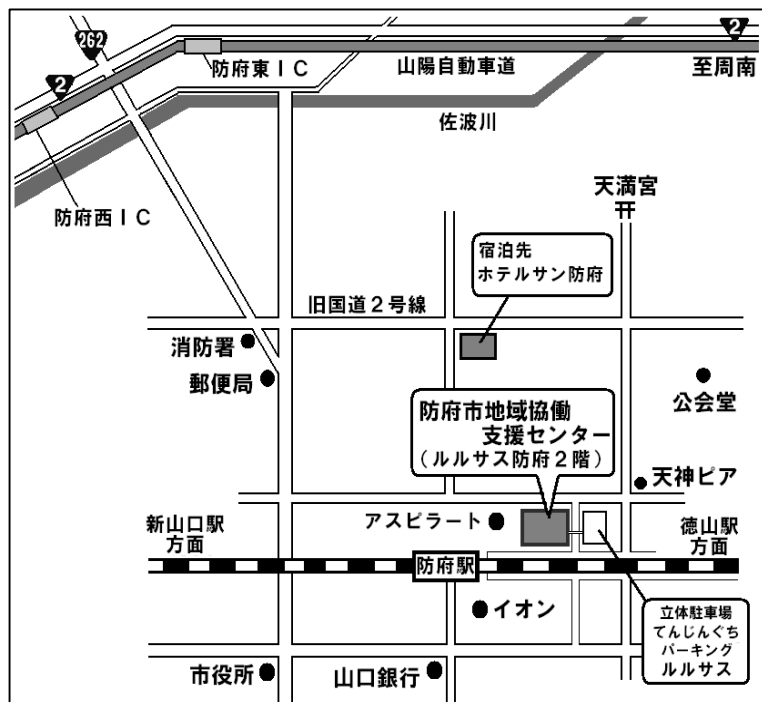 2
262
2
防府東IC
山陽自動車道
至周南
佐波川
防府西IC
天満宮
宿泊先
ホテルサン防府
旧国道2号線
消防署
郵便局
公会堂
防府市地域協働
支援センター
(ルルサス防府2階)
天神ピア
アスピラート
新山口駅
方面
徳山駅
方面
防府駅
イオン
立体駐車場
てんじんぐち
パーキング
ルルサス
市役所
山口銀行